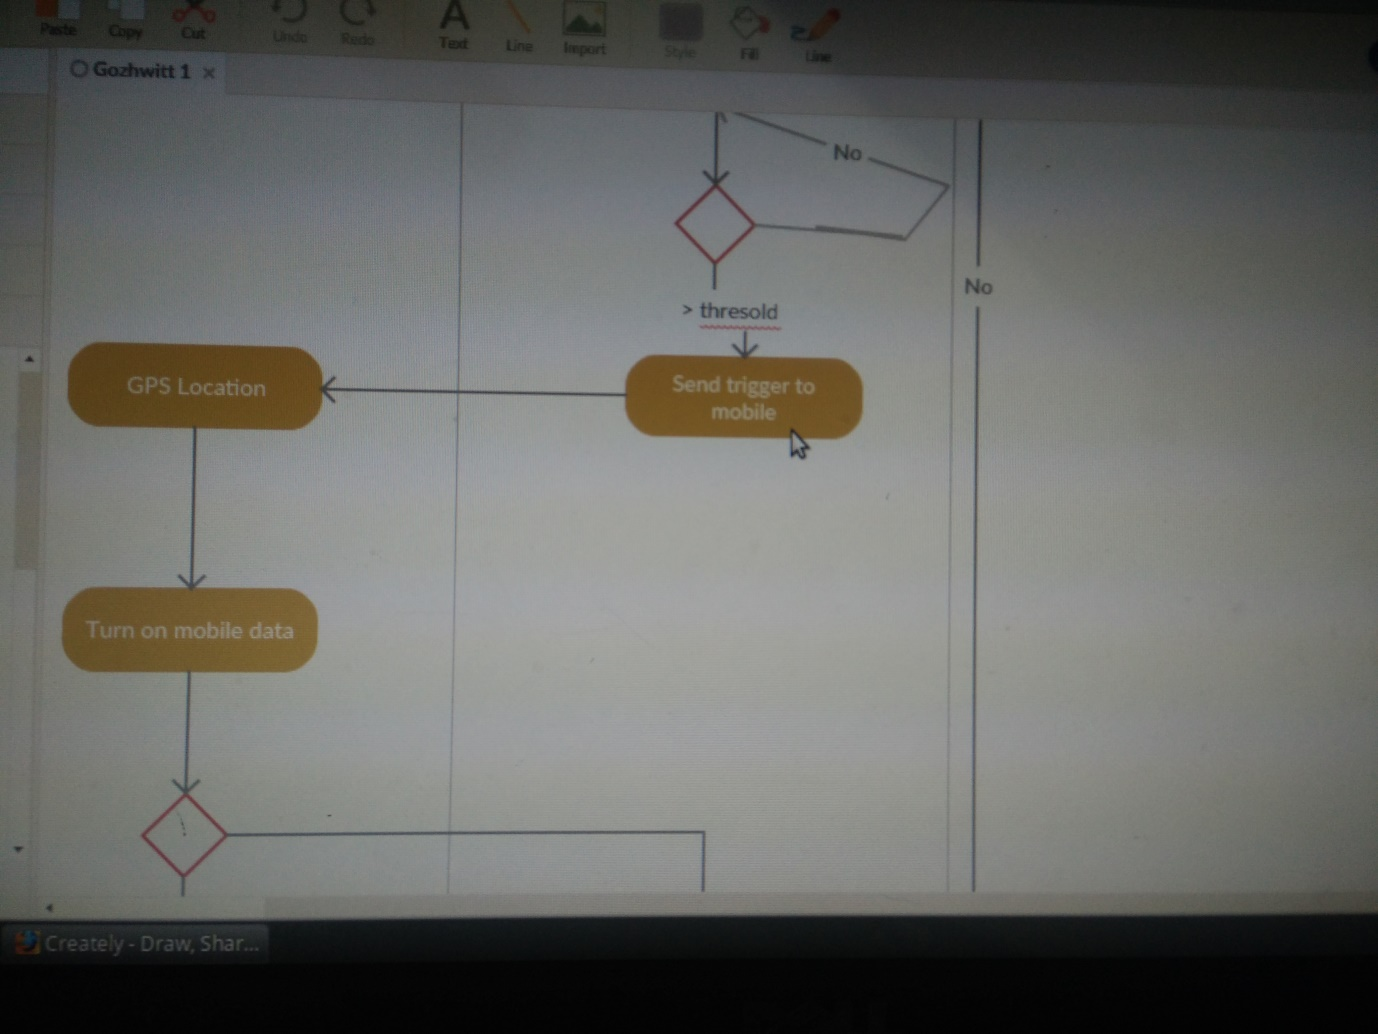 Paste
Copy
Cut
Undo
Redo
Text
Line
Import
Style
Fill
Line
Gozhwitt 1
No
No
> thresold
GPS Location
Send trigger to
mobile
Turn on mobile data
Creately - Draw, Shar...